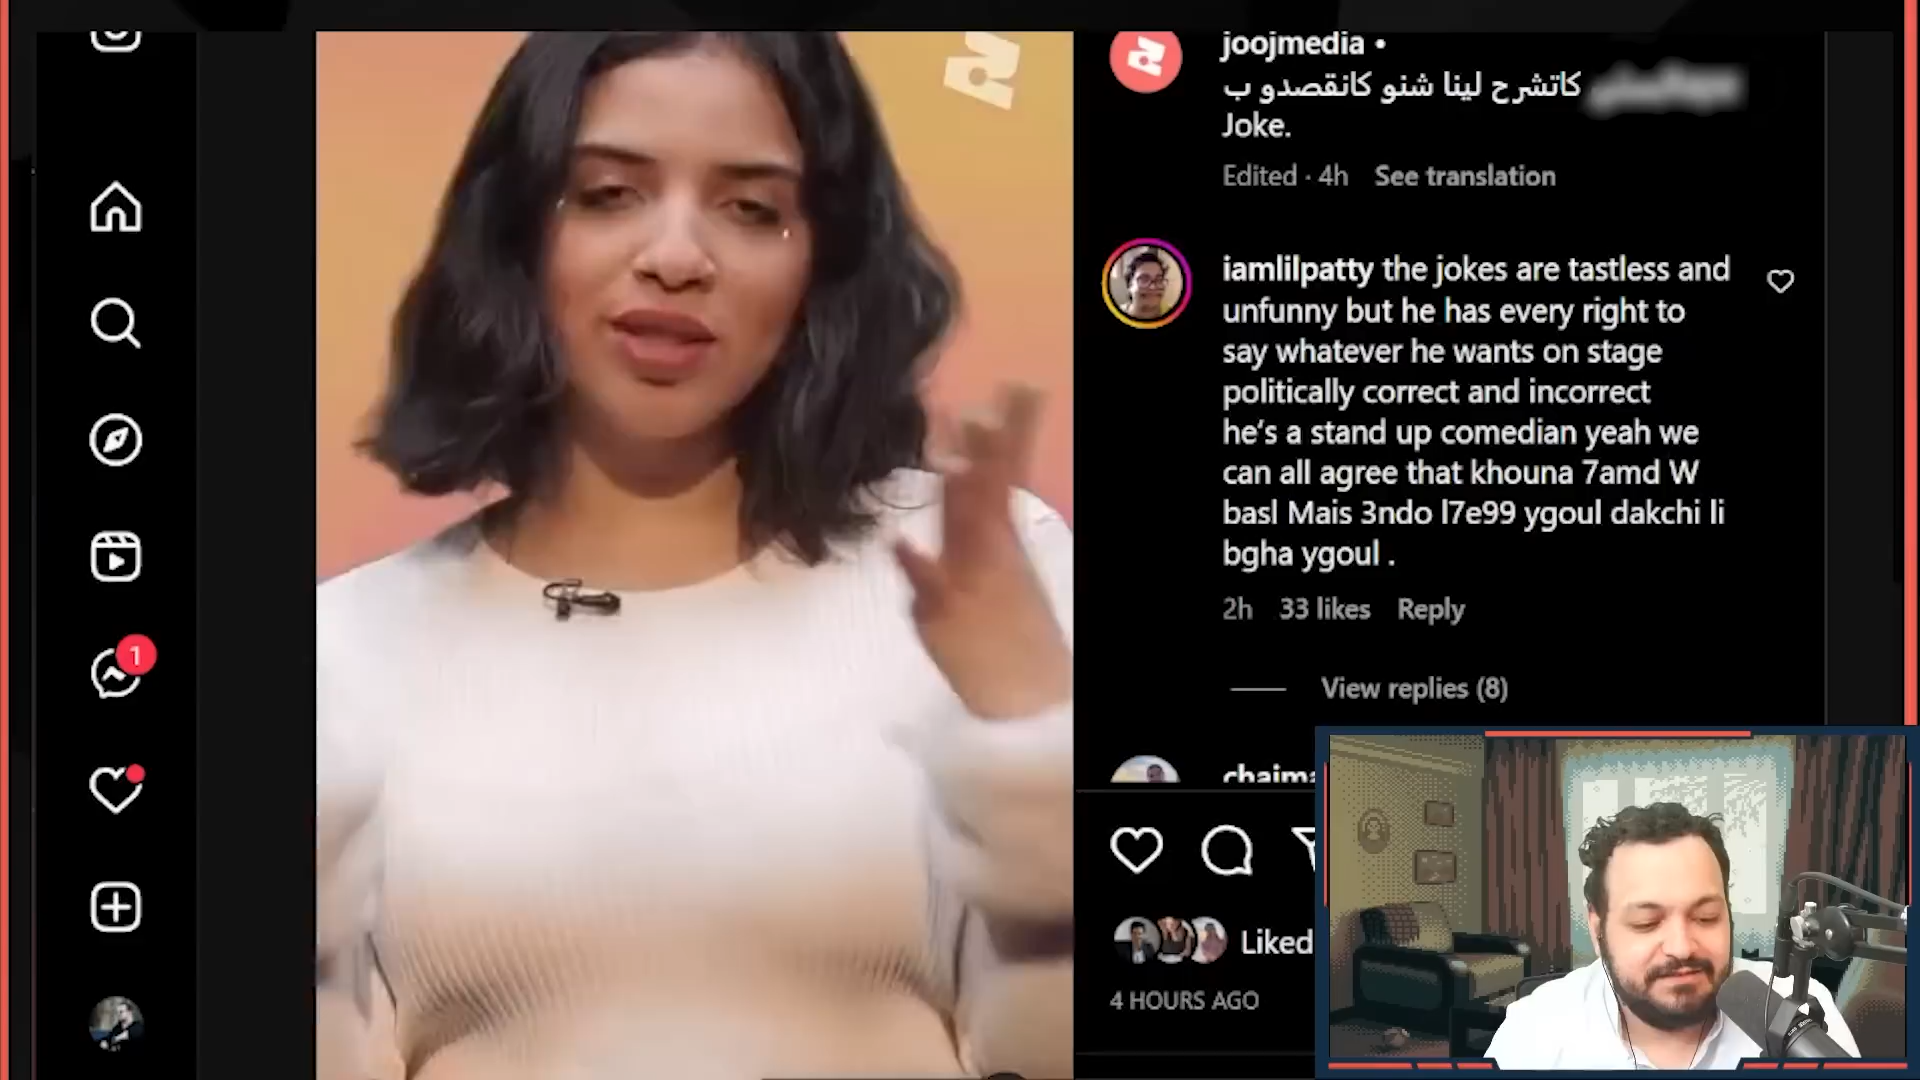 joojmedia •
كاتشرح لينا شنو كانقصدو ب
Joke.
Edited · 4h See translation
iamlilpatty the jokes are tastless and
unfunny but he has every right to
say whatever he wants on stage
politically correct and incorrect
he's a stand up comedian yeah we
can all agree that khouna 7amd W
basl Mais 3ndo l7e99 ygoul dakchi li
bgha ygoul .
2h 33 likes Reply
View replies (8)
1
Liked
4 HOURS AGO